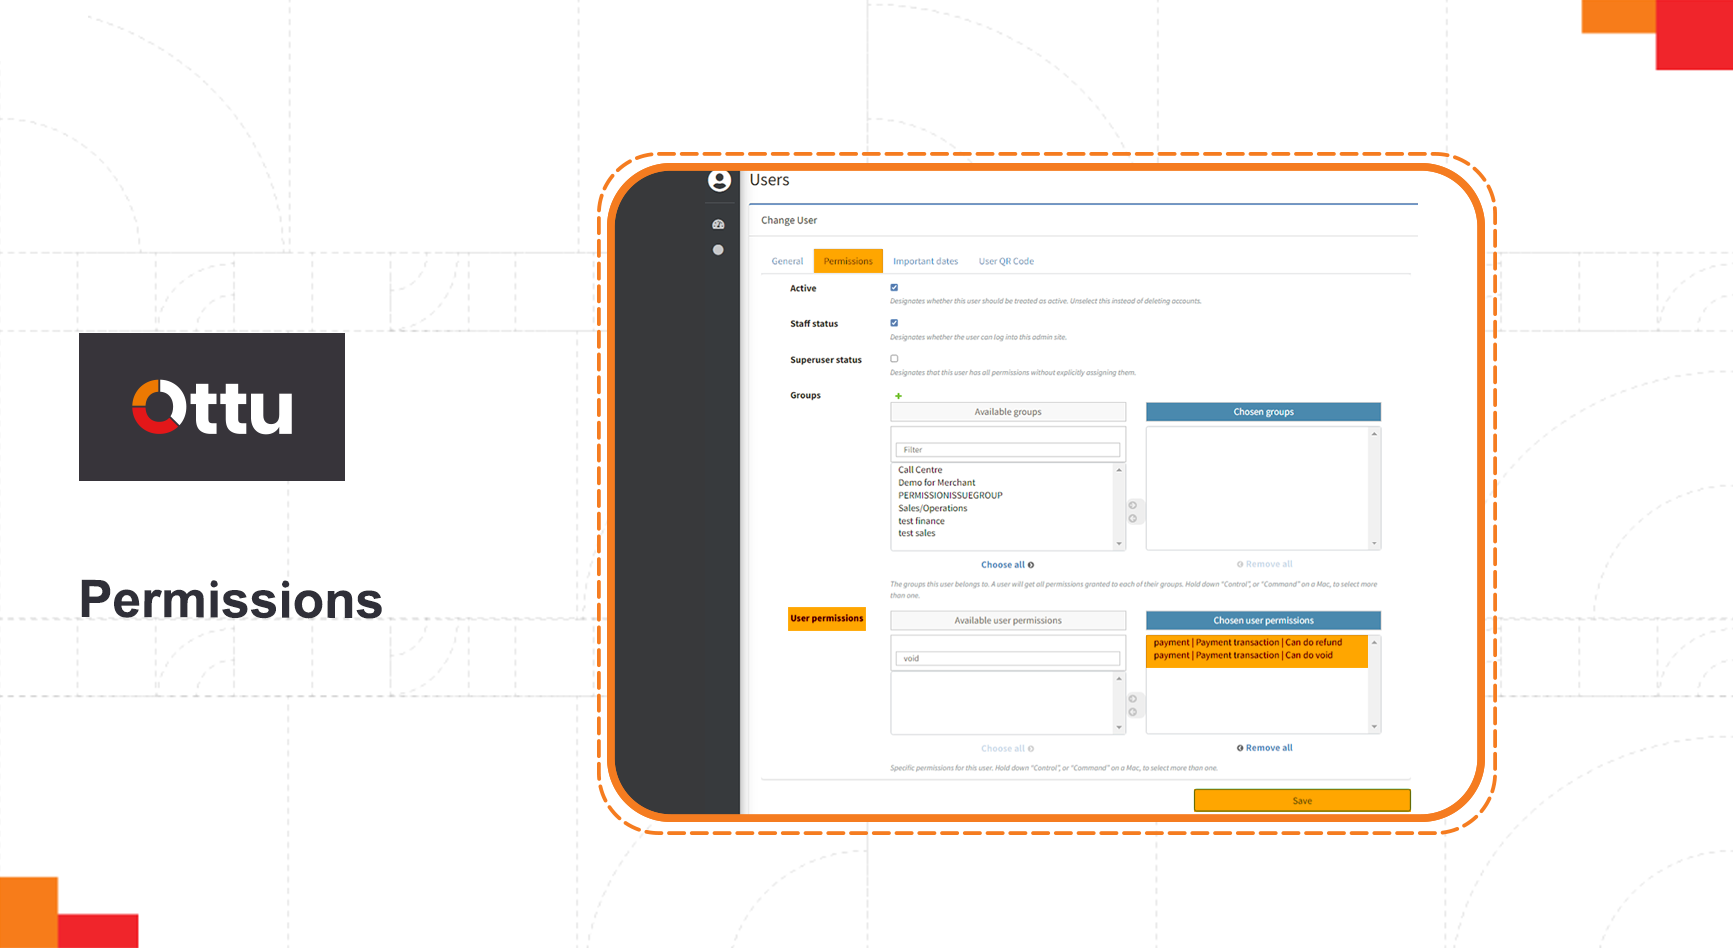 Ottu
Permissions
Users
Change User
General Permissions Important dates User QR Code
Active
Designates whether this user should be treated as active. Unselect this instead of deleting accounts.
Staff status
Designates whether the user can log into this admin site.
Superuser status
Designates that this user has all permissions without explicitly assigning them.
Groups
Available groups
Filter
Call Centre
Demo for Merchant
PERMISSIONISSUEGROUP
Sales/Operations
test finance
test sales
Choose all
Chosen groups
Remove all
The groups this user belongs to. A user will get all permissions granted to each of their groups. Hold down "Control", or "Command" on a Mac, to select more
than one.
User permissions
Available user permissions
void
Choose all
Chosen user permissions
payment | Payment transaction | Can do refund
payment | Payment transaction | Can do void
Remove all
Specific permissions for this user. Hold down "Control", or "Command" on a Mac, to select more than one.
Save